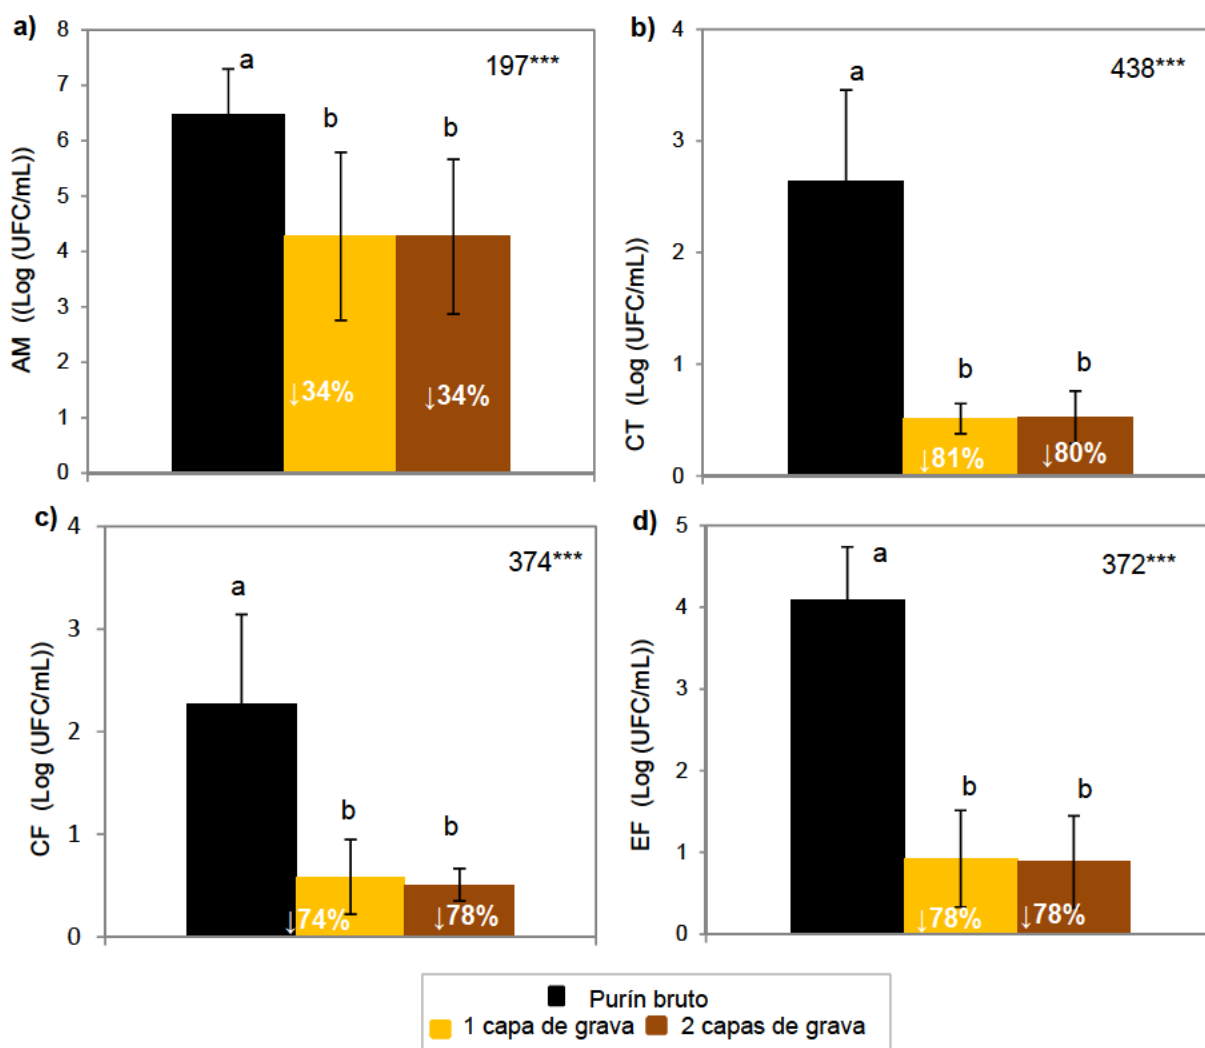 a)
AM ((Log (UFC/mL))
8
7
6
5
4
3
2
1
0
a
b
b
197***
↓34%
↓34%
b)
CT (Log (UFC/mL))
4
3
2
1
0
a
b
b
438***
↓81%
↓80%
c)
CF (Log (UFC/mL))
4
3
2
1
0
a
b
b
374***
↓74%
↓78%
d)
EF (Log (UFC/mL))
5
4
3
2
1
0
a
b
b
372***
↓78%
↓78%
Purín bruto
1 capa de grava 2 capas de grava